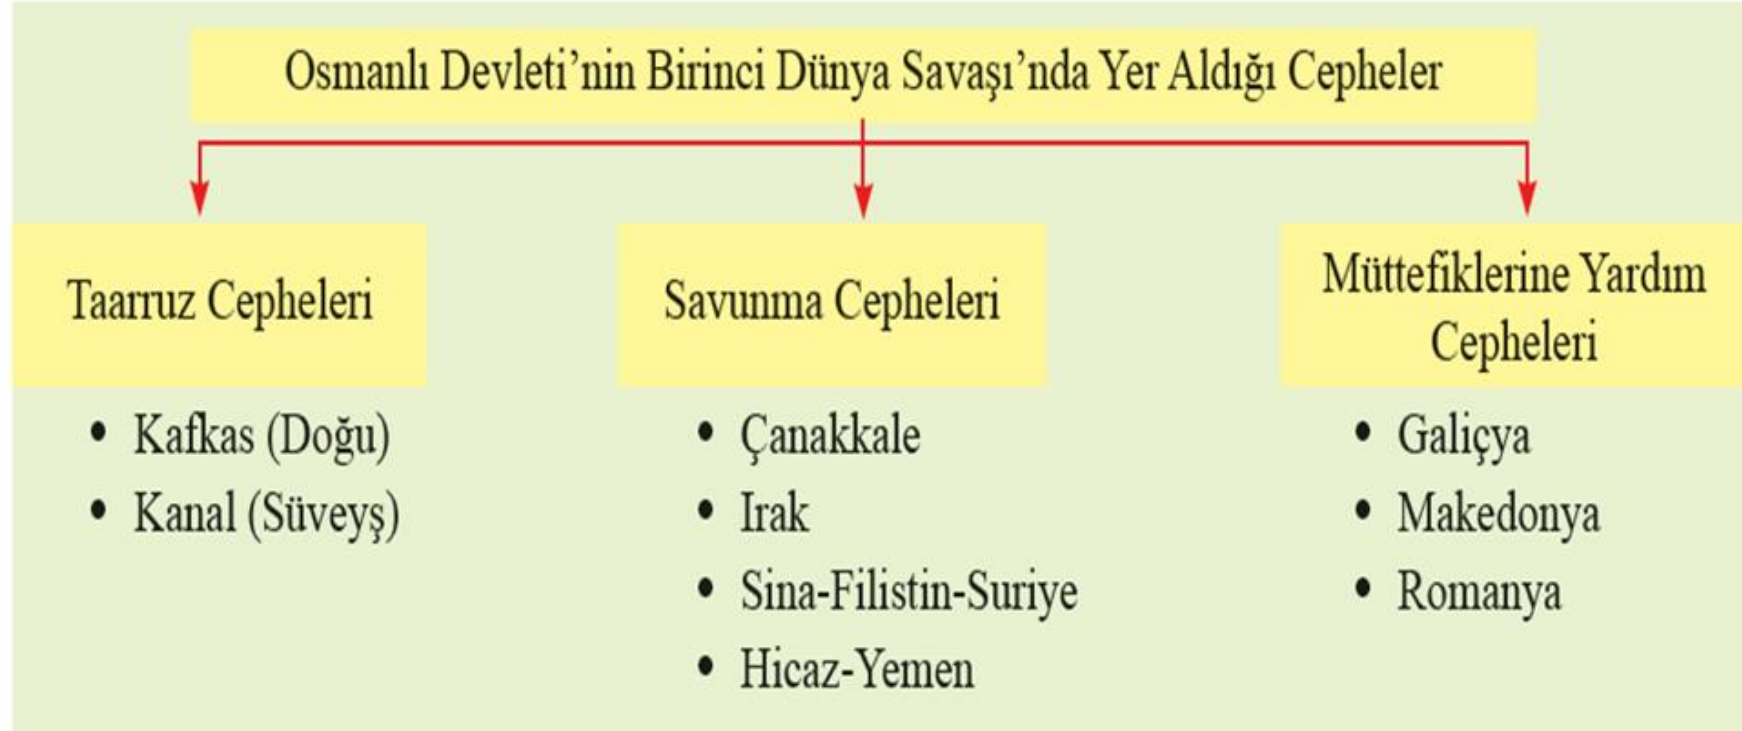 Osmanlı Devleti’nin Birinci Dünya Savaşı’nda Yer Aldığı Cepheler
Taarruz Cepheleri
• Kafkas (Doğu)
• Kanal (Süveyş)
Savunma Cepheleri
• Çanakkale
• Irak
• Sina-Filistin-Suriye
• Hicaz-Yemen
Müttefiklerine Yardım
Cepheleri
• Galiçya
• Makedonya
• Romanya